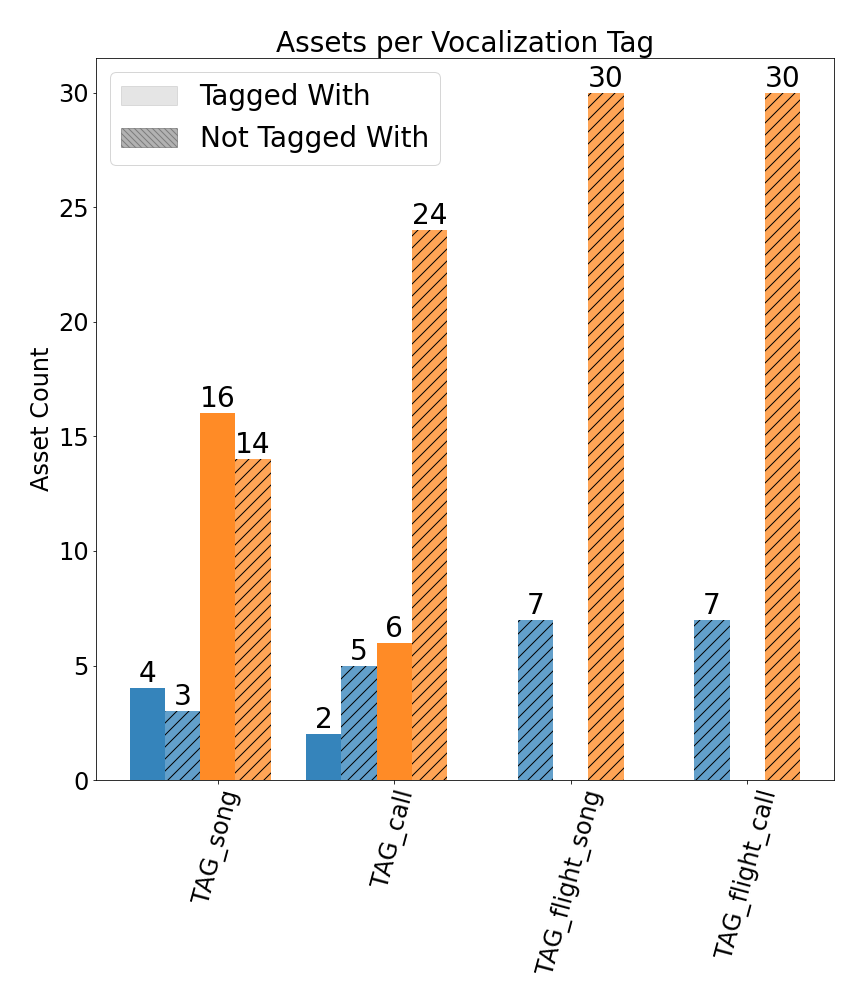 Assets per Vocalization Tag
Tagged With
Not Tagged With
Asset Count
30
25
20
15
10
5
0
4
3
16
14
2
5
6
24
7
30
7
30
TAG_song
TAG_call
TAG_flight_song
TAG_flight_call